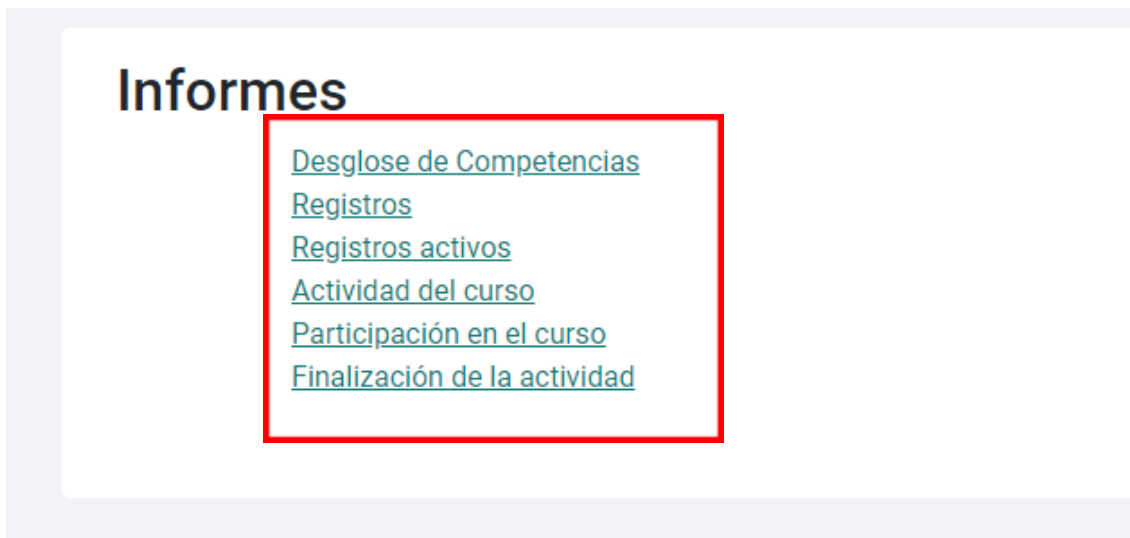 Informes
Desglose de Competencias
Registros
Registros activos
Actividad del curso
Participación en el curso
Finalización de la actividad